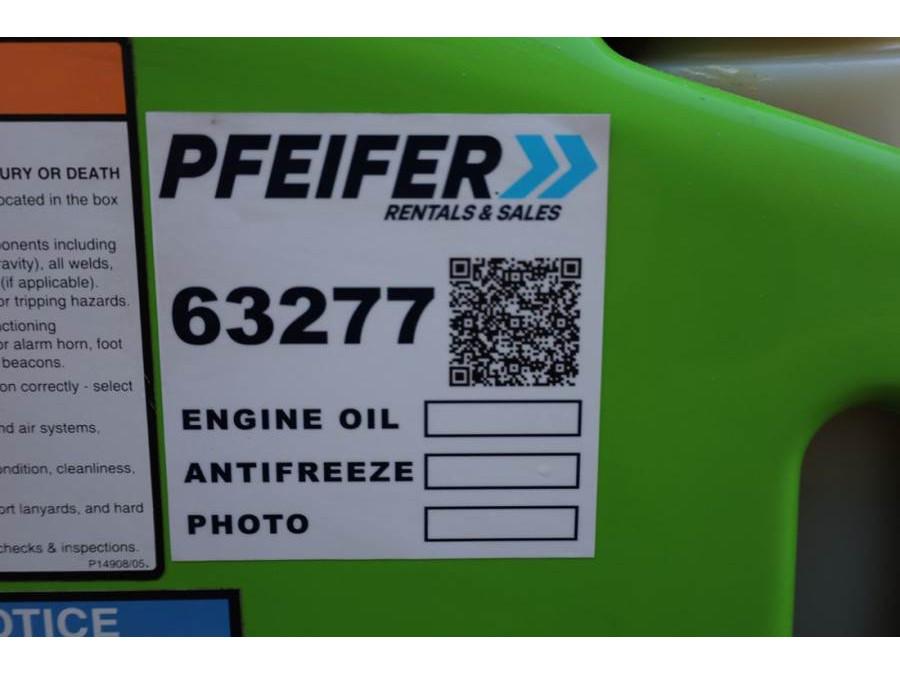 URY OR DEATH
ocated in the box
onents including
ravity), all welds,
(if applicable).
or tripping hazards.
nctioning
or alarm horn, foot
beacons.
on correctly - select
nd air systems,
ondition, cleanliness,
ort lanyards, and hard
checks & inspections.
P14908/05.
OTICE
PFEIFER
RENTALS & SALES
63277
ENGINE OIL
ANTIFREEZE
PHOTO